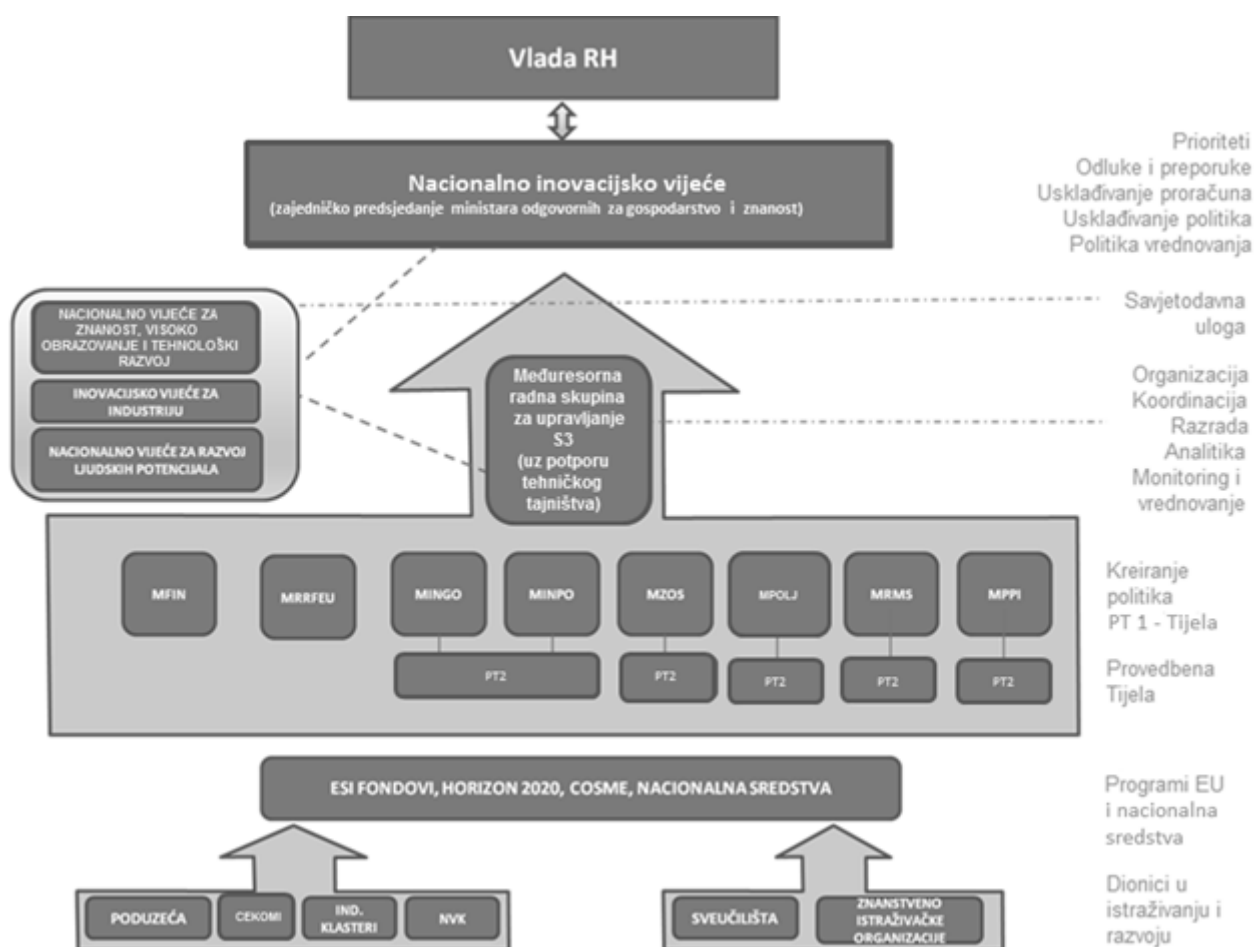 Vlada RH
Nacionalno inovacijsko vijeće
(zajedničko predsjedanje ministara odgovornih za gospodarstvo i znanost)
Prioriteti
Odluke i preporuke
Usklađivanje proračuna
Usklađivanje politika
Politika vrednovanja
NACIONALNO VIJEĆE ZA
ZNANOST, VISOKO
OBRAZOVANJE I TEHNOLOŠKI
RAZVOJ
INOVACIJSKO VIJEĆE ZA
INDUSTRIJU
NACIONALNO VIJEĆE ZA RAZVOJ
LJUDSKIH POTENCIJALA
Savjetodavna
uloga
Međuresorna
radna skupina
za upravljanje
S3
(uz potporu
tehničkog
tajništva)
Organizacija
Koordinacija
Razrada
Analitika
Monitoring i
vrednovanje
MFIN
MRRFEU
MINGO
MINPO
MZOS
MPOLJ
MRMS
MPPI
Kreiranje
politika
PT 1 - Tijela
PT2
PT2
PT2
PT2
PT2
Provedbena
Tijela
ESI FONDOVI, HORIZON 2020, COSME, NACIONALNA SREDSTVA
Programi EU
i nacionalna
sredstva
PODUZEĆA
CEKOMI
IND.
KLASTERI
NVK
SVEUČILIŠTA
ZNANSTVENO
ISTRAŽIVAČKE
ORGANIZACIJE
Dionici u
istraživanju i
razvoju